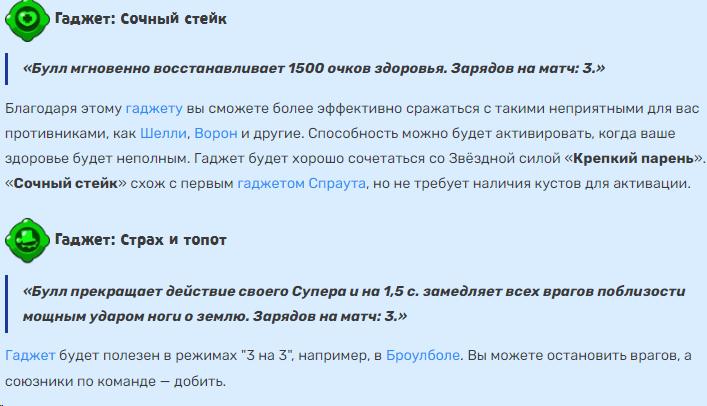 Гаджет: Сочный стейк
«Булл мгновенно восстанавливает 1500 очков здоровья. Зарядов на матч: 3.»
Благодаря этому гаджету вы сможете более эффективно сражаться с такими неприятными для вас
противниками, как Шелли, Ворон и другие. Способность можно будет активировать, когда ваше
здоровье будет неполным. Гаджет будет хорошо сочетаться со Звёздной силой «Крепкий парень».
«Сочный стейк» схож с первым гаджетом Спраута, но не требует наличия кустов для активации.
Гаджет: Страх и топот
«Булл прекращает действие своего Супера и на 1,5 с. замедляет всех врагов поблизости
мощным ударом ноги о землю. Зарядов на матч: 3.»
Гаджет будет полезен в режимах "3 на 3", например, в Броулболе. Вы можете остановить врагов, а
союзники по команде — добить.